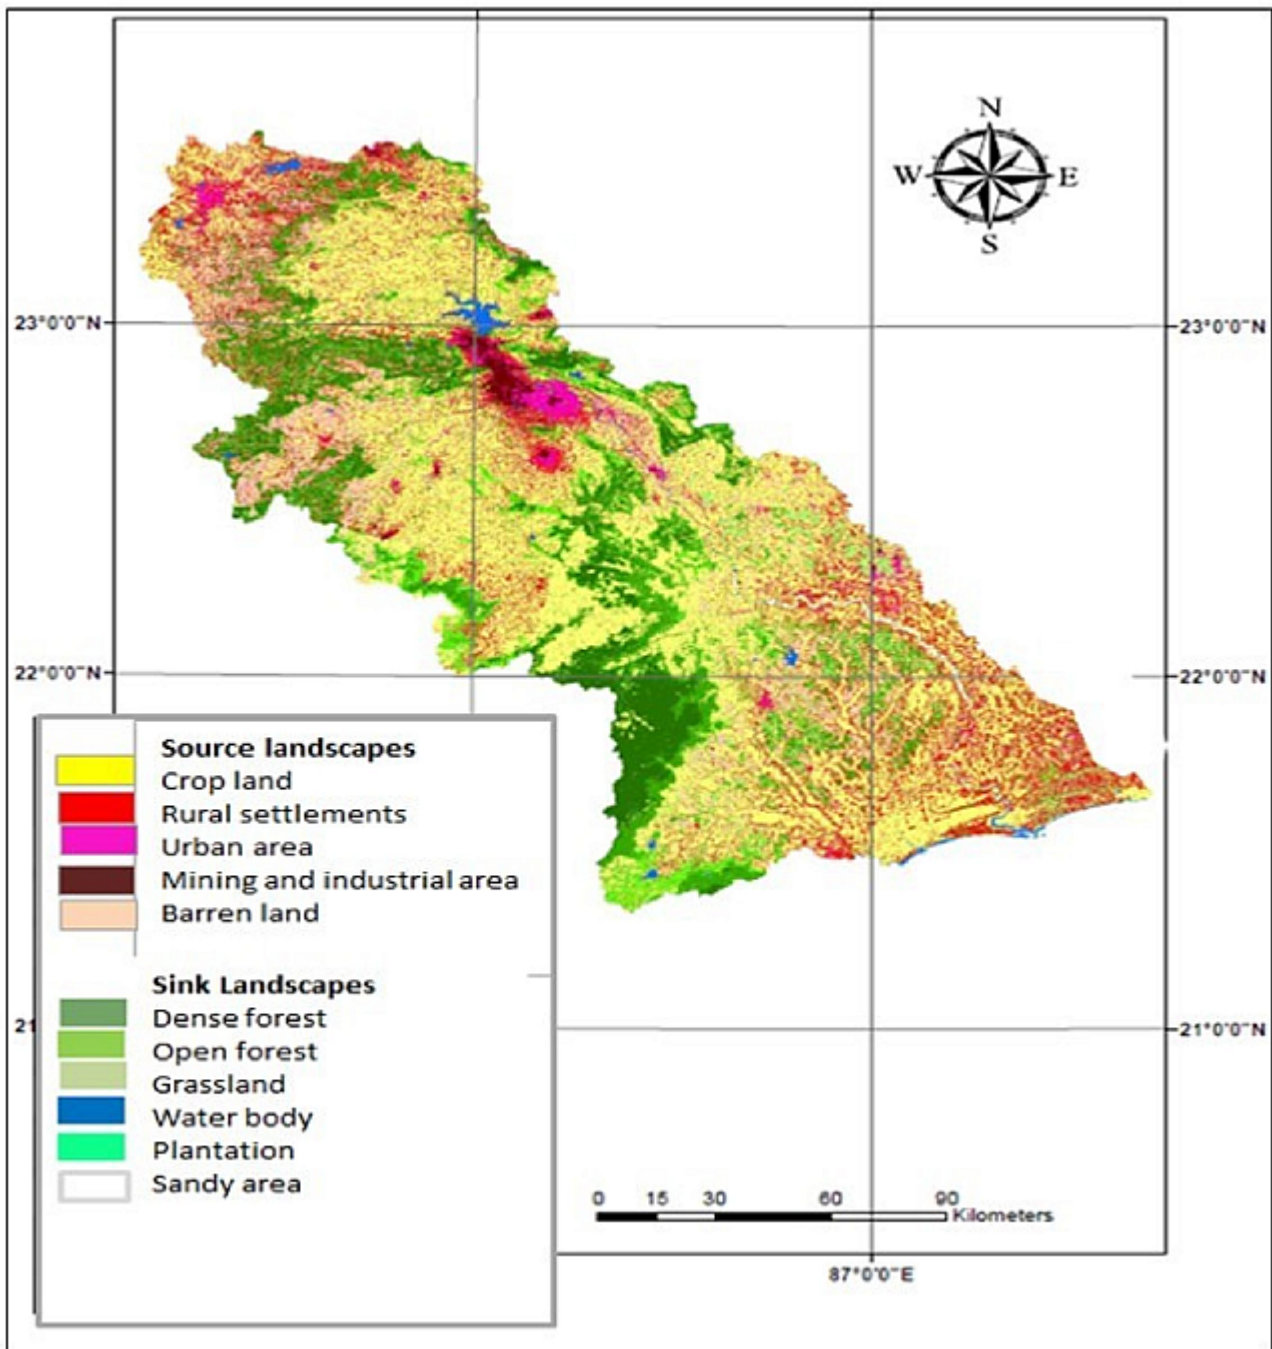 N
W E
S
23°0'0"N 23°0'0"N
22°0'0"N 22°0'0"N
Source landscapes
Crop land
Rural settlements
Urban area
Mining and industrial area
Barren land
Sink Landscapes
Dense forest
21 21°0'0"N
Open forest
Grassland
Water body
Plantation
Sandy area
0 15 30 60 90
Kilometers
87°0'0"E